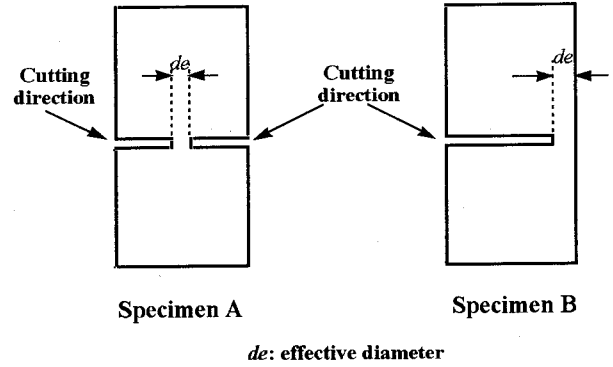 de
de
Cutting
direction
Cutting
direction
Specimen A
Specimen B
de: effective diameter